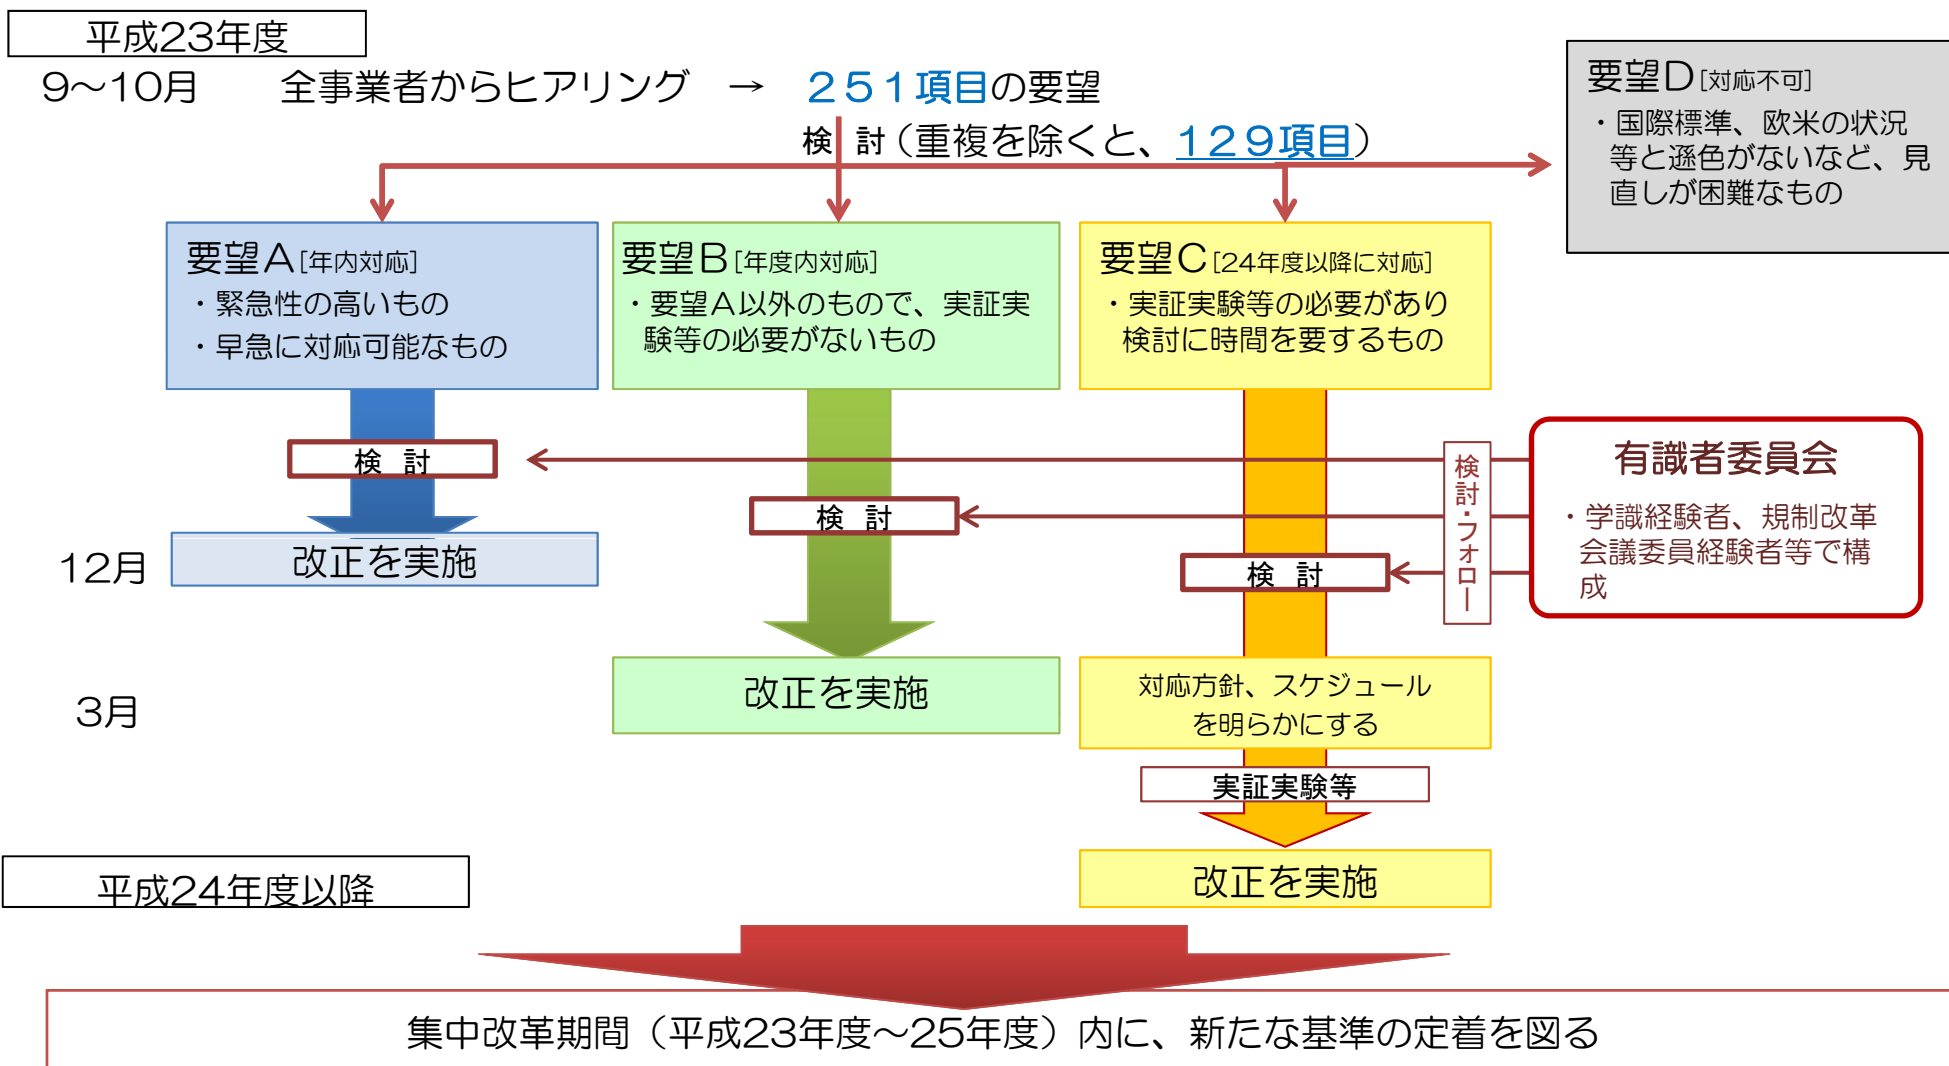 平成23年度
9〜10月　全事業者からヒアリング　→　２５１項目の要望
検　討（重複を除くと、１２９項目）
要望D[対応不可]
・国際標準、欧米の状況
等と遜色がないなど、見
直しが困難なもの
要望A[年内対応]
・緊急性の高いもの
・早急に対応可能なもの
要望B[年度内対応]
・要望A以外のもので、実証実
験等の必要がないもの
要望C[24年度以降に対応]
・実証実験等の必要があり
検討に時間を要するもの
検　討
検　討
検　討
検討・フォロー
有識者委員会
・学識経験者、規制改革
会議委員経験者等で構
成
12月
改正を実施
3月
改正を実施
対応方針、スケジュール
を明らかにする
実証実験等
改正を実施
平成24年度以降
集中改革期間（平成23年度〜25年度）内に、新たな基準の定着を図る